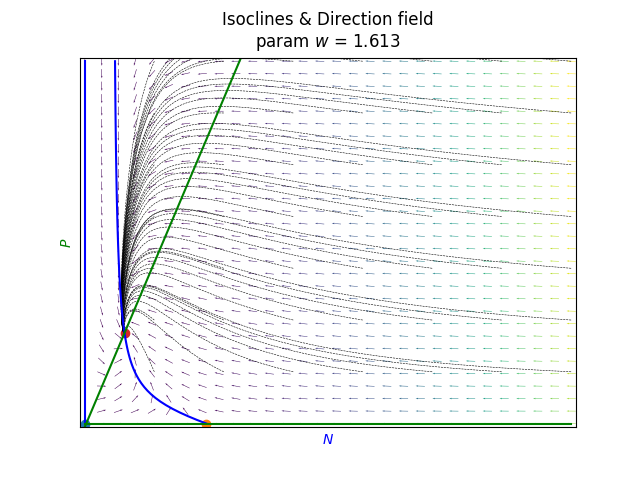 Isoclines & Direction field
param w = 1.613
P
N